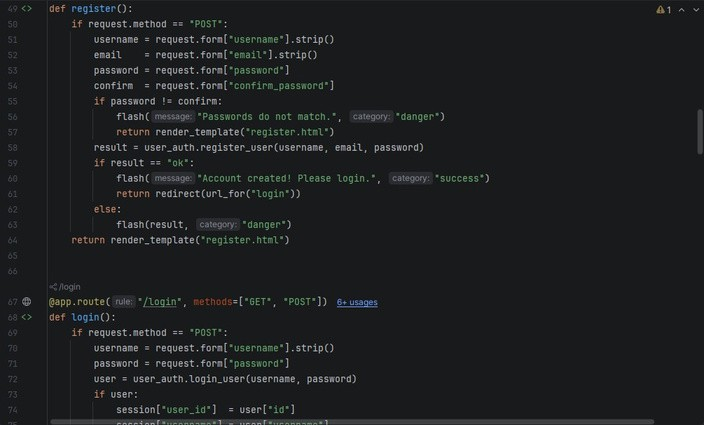 49 <> def register():
50 if request.method == "POST":
51 username = request.form["username"].strip()
52 email    = request.form["email"].strip()
53 password = request.form["password"]
54 confirm  = request.form["confirm_password"]
55 if password != confirm:
56 flash( message: "Passwords do not match.", category: "danger")
57 return render_template("register.html")
58 result = user_auth.register_user(username, email, password)
59 if result == "ok":
60 flash( message: "Account created! Please login.", category: "success")
61 return redirect(url_for("login"))
62 else:
63 flash(result, category: "danger")
64 return render_template("register.html")
65
66
/login
67 @app.route( rule: "/login", methods=["GET", "POST"]) 6+ usages
68 <> def login():
69 if request.method == "POST":
70 username = request.form["username"].strip()
71 password = request.form["password"]
72 user = user_auth.login_user(username, password)
73 if user:
74 session["user_id"]  = user["id"]
75 session["username"] = user["username"]
1